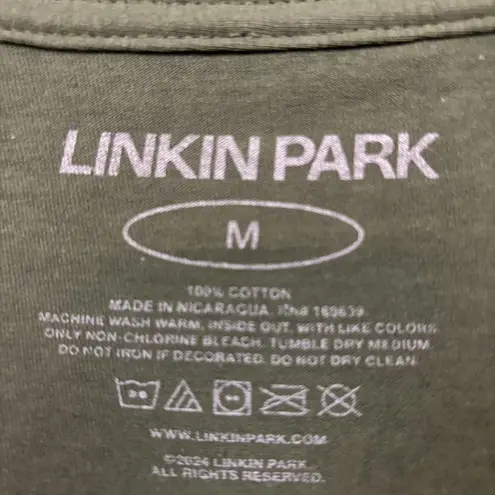 LINKIN PARK
M
100% COTTON
MADE IN NICARAGUA. RN# 169639
MACHINE WASH WARM, INSIDE OUT, WITH LIKE COLORS
ONLY NON-CHLORINE BLEACH. TUMBLE DRY MEDIUM
DO NOT IRON IF DECORATED. DO NOT DRY CLEAN
30
WWW.LINKINPARK.COM
©2024 LINKIN PARK
ALL RIGHTS RESERVED.